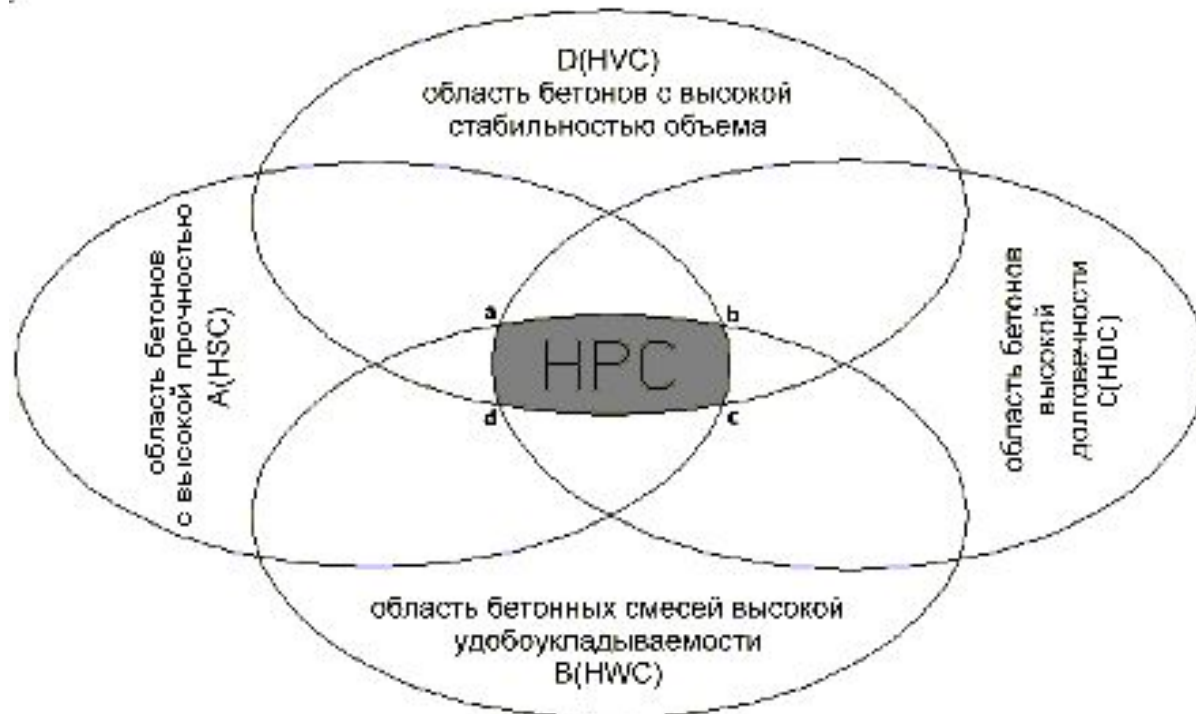 D(HVC)
область бетонов с высокой
стабильностью объема
область бетонов
с высокой прочностью
A(HSC)
a
b
HPC
d
c
область бетонов
высокой
долговечности
C(HDC)
область бетонных смесей высокой
удобоукладываемости
B(HWC)